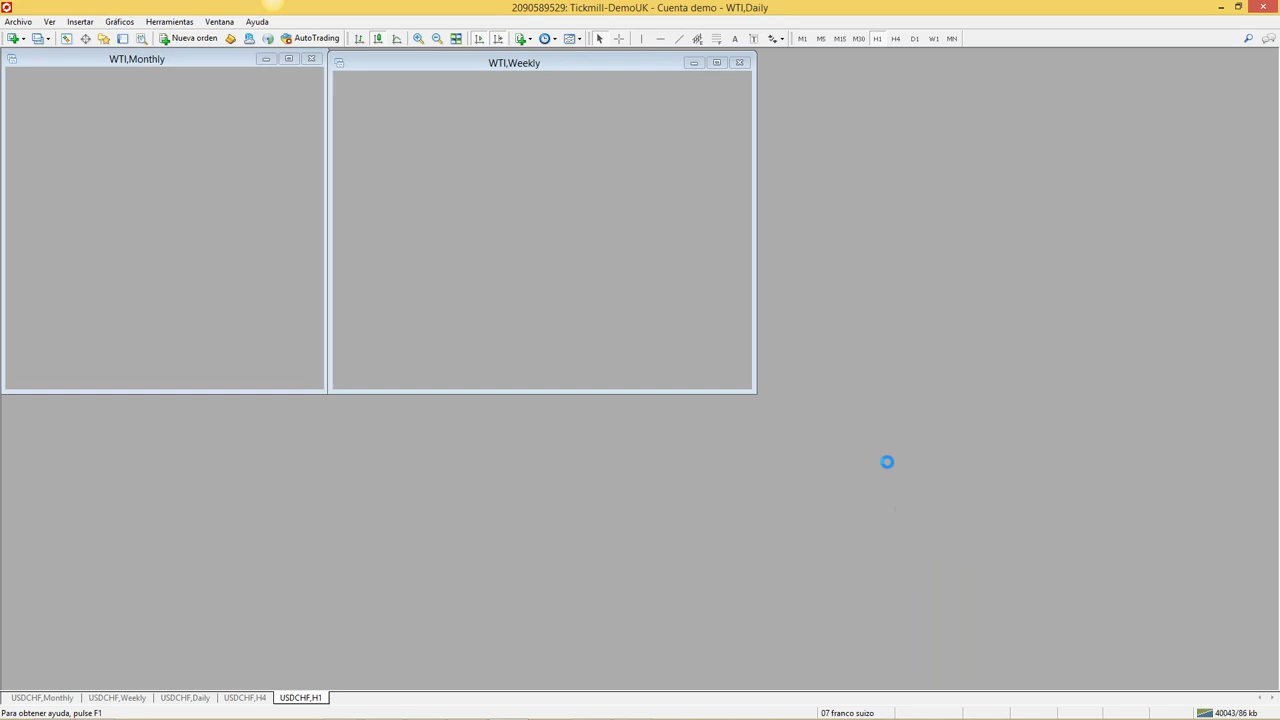 2090589529: Tickmill-DemoUK - Cuenta demo - WTI,Daily
Archivo Ver Insertar Gráficos Herramientas Ventana Ayuda
Nueva orden AutoTrading A T M1 M5 M15 M30 H1 H4 D1 W1 MN
WTI,Monthly
WTI,Weekly
USDCHF,Monthly USDCHF,Weekly USDCHF,Daily USDCHF,H4 USDCHF,H1
Para obtener ayuda, pulse F1 07 franco suizo 40043/86 kb